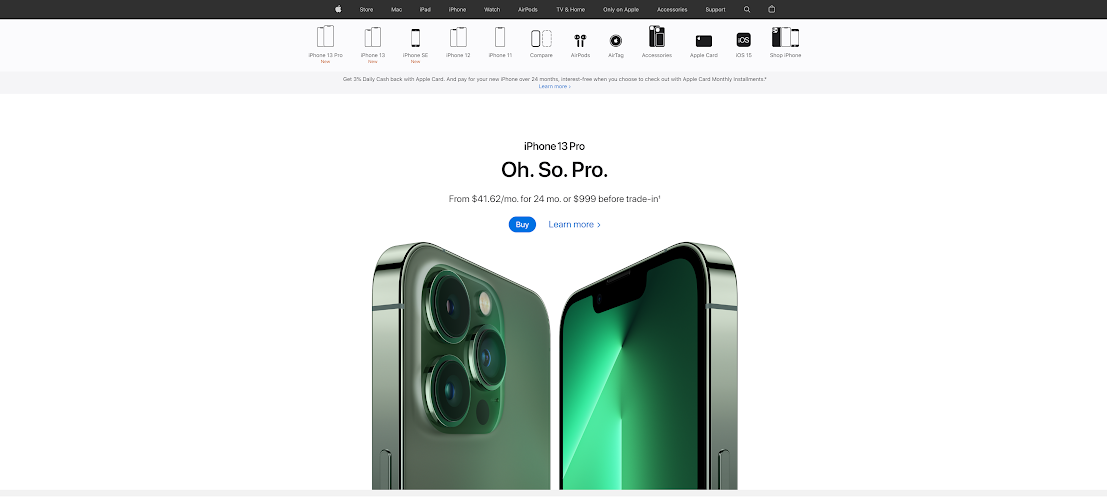 Store Mac iPad iPhone Watch AirPods TV & Home Only on Apple Accessories Support
iPhone 13 Pro iPhone 13 iPhone SE iPhone 12 iPhone 11 Compare AirPods AirTag Accessories Apple Card iOS 15 Shop iPhone
New New New
iOS
Get 3% Daily Cash back with Apple Card. And pay for your new iPhone over 24 months, interest-free when you choose to check out with Apple Card Monthly Installments.*
Learn more ›
iPhone 13 Pro
Oh. So. Pro.
From $41.62/mo. for 24 mo. or $999 before trade-in¹
Buy Learn more ›